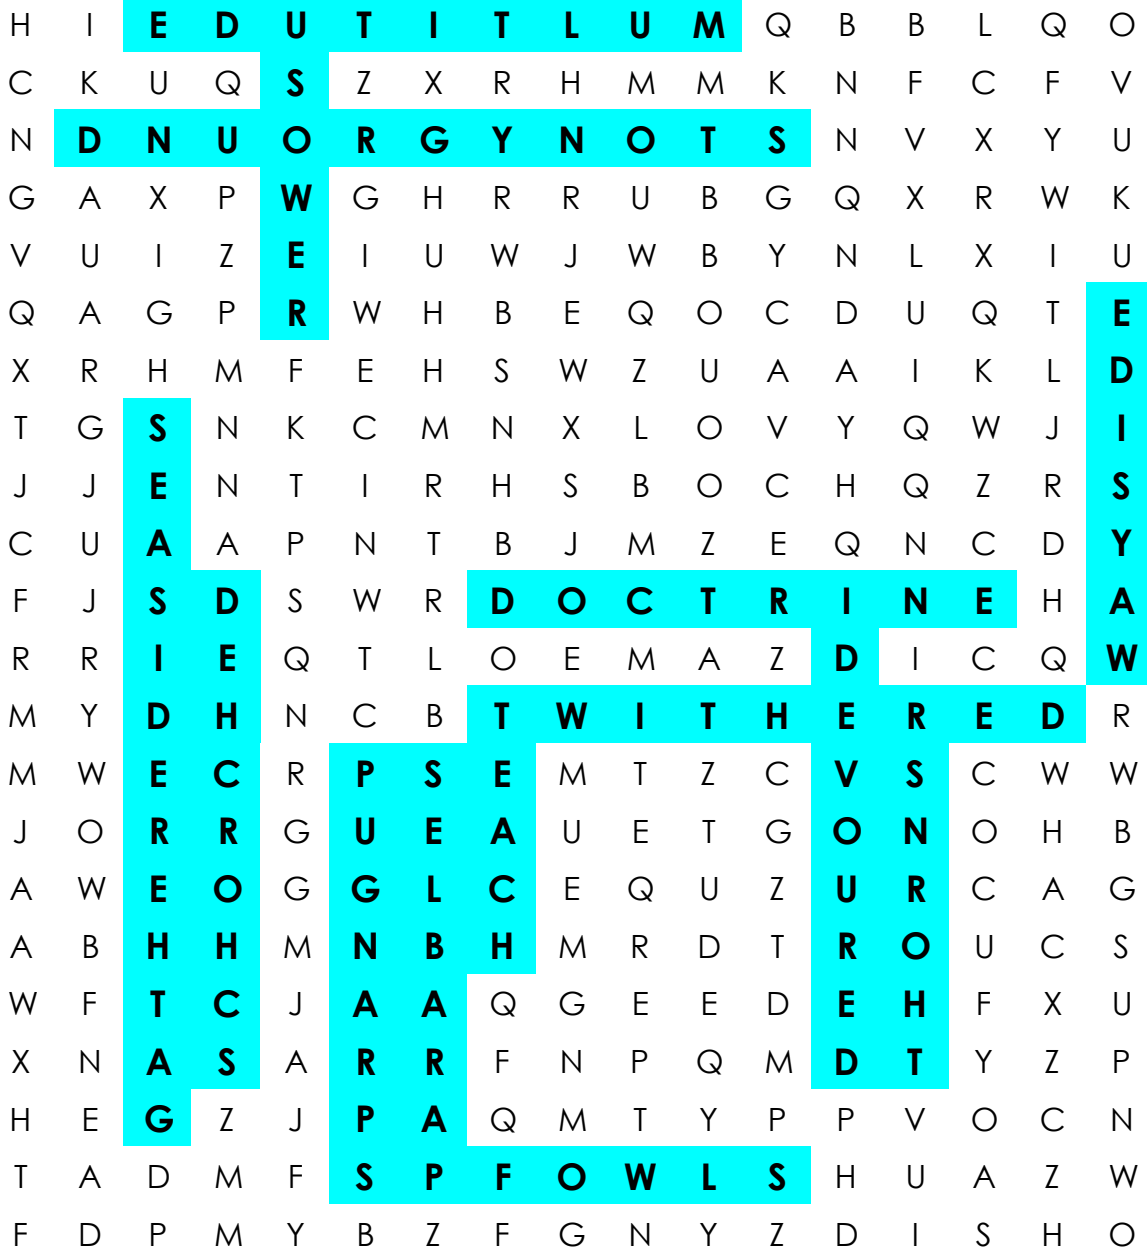 H I E D U T I T L U M Q B B L Q O
C K U Q S Z X R H M M K N F C F V
N D N U O R G Y N O T S N V X Y U
G A X P W G H R R U B G Q X R W K
V U I Z E I U W J W B Y N L X I U
Q A G P R W H B E Q O C D U Q T E
X R H M F E H S W Z U A A I K L D
T G S N K C M N X L O V Y Q W J I
J J E N T I R H S B O C H Q Z R S
C U A A P N T B J M Z E Q N C D Y
F J S D S W R D O C T R I N E H A
R R I E Q T L O E M A Z D I C Q W
M Y D H N C B T W I T H E R E D R
M W E C R P S E M T Z C V S C W W
J O R R G U E A U E T G O N O H B
A W E O G G L C E Q U Z U R C A G
A B H H M N B H M R D T R O U C S
W F T C J A A Q G E E D E H F X U
X N A S A R R F N P Q M D T Y Z P
H E G Z J P A Q M T Y P P V O C N
T A D M F S P F O W L S H U A Z W
F D P M Y B Z F G N Y Z D I S H O